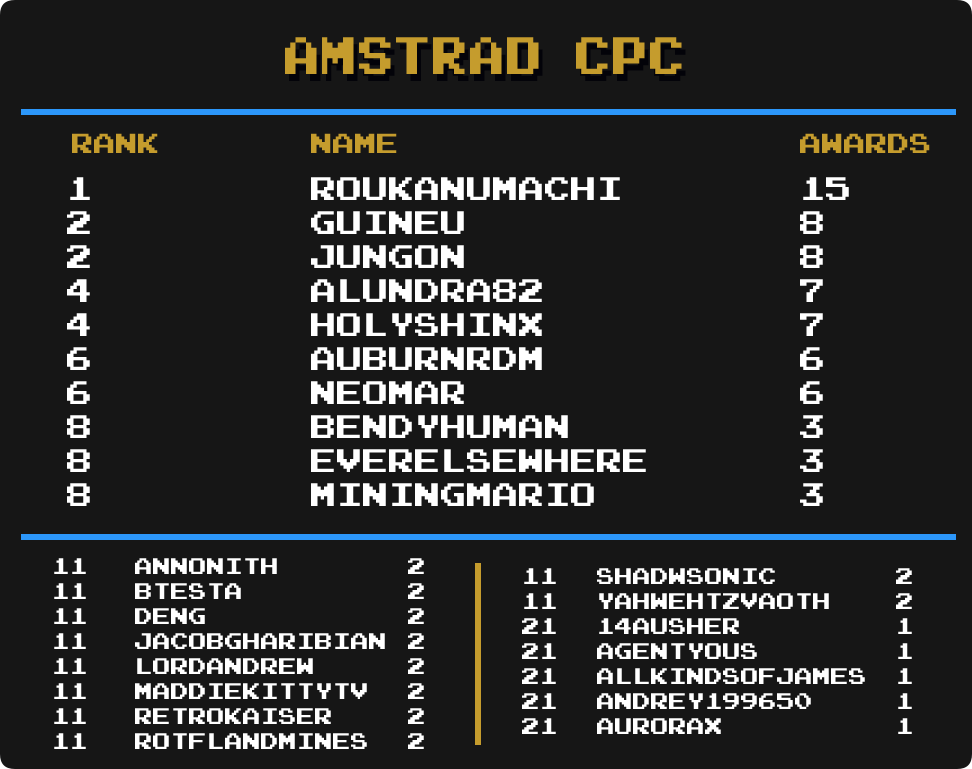 AMSTRAD CPC
RANK NAME AWARDS
1 ROUKANUMACHI 15
2 GUINEU 8
2 JUNGON 8
4 ALUNDRA82 7
4 HOLYSHINX 7
6 AUBURNRDM 6
6 NEOMAR 6
8 BENDYHUMAN 3
8 EVERELSEWHERE 3
8 MININGMARIO 3
11 ANNONITH 2
11 BTESTA 2
11 DENG 2
11 JACOBGHARIBIAN 2
11 LORDANDREW 2
11 MADDIEKITTYTV 2
11 RETROKAISER 2
11 ROTFLANDMINES 2
11 SHADWSONIC 2
11 YAHWEHTZVAOTH 2
21 14AUSHER 1
21 AGENTYOUS 1
21 ALLKINDSOFJAMES 1
21 ANDREY199650 1
21 AURORAX 1